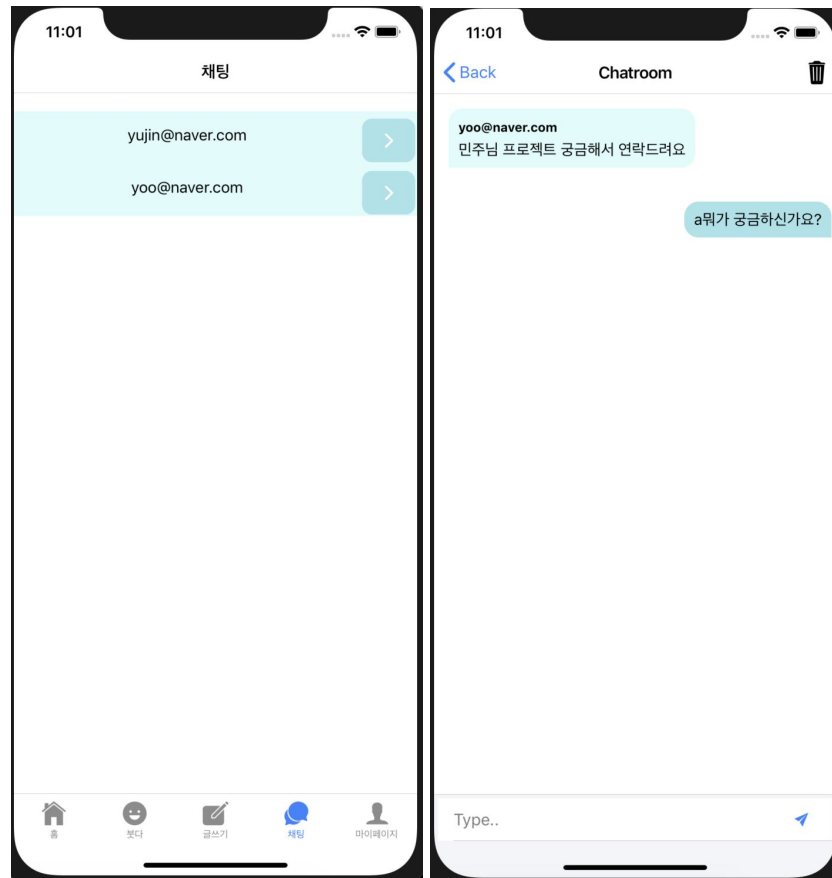 11:01
채팅
yujin@naver.com
yoo@naver.com
홈
붓다
글쓰기
채팅
마이페이지
11:01
Back
Chatroom
yoo@naver.com
민주님 프로젝트 궁금해서 연락드려요
a뭐가 궁금하신가요?
Type..